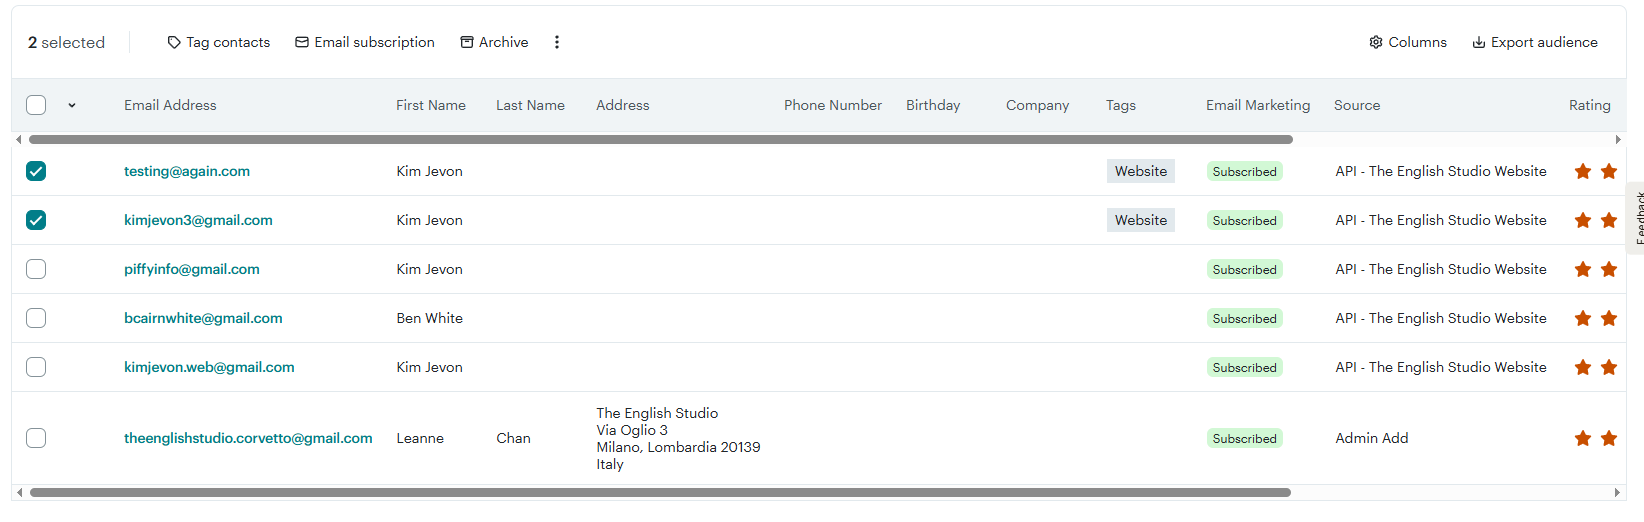 2 selected Tag contacts Email subscription Archive Columns Export audience
Email Address First Name Last Name Address Phone Number Birthday Company Tags Email Marketing Source Rating
testing@again.com Kim Jevon Website Subscribed API - The English Studio Website
kimjevon3@gmail.com Kim Jevon Website Subscribed API - The English Studio Website
Feedback
piffyinfo@gmail.com Kim Jevon Subscribed API - The English Studio Website
bcairnwhite@gmail.com Ben White Subscribed API - The English Studio Website
kimjevon.web@gmail.com Kim Jevon Subscribed API - The English Studio Website
The English Studio
Via Oglio 3
theenglishstudio.corvetto@gmail.com Leanne Chan Subscribed Admin Add
Milano, Lombardia 20139
Italy